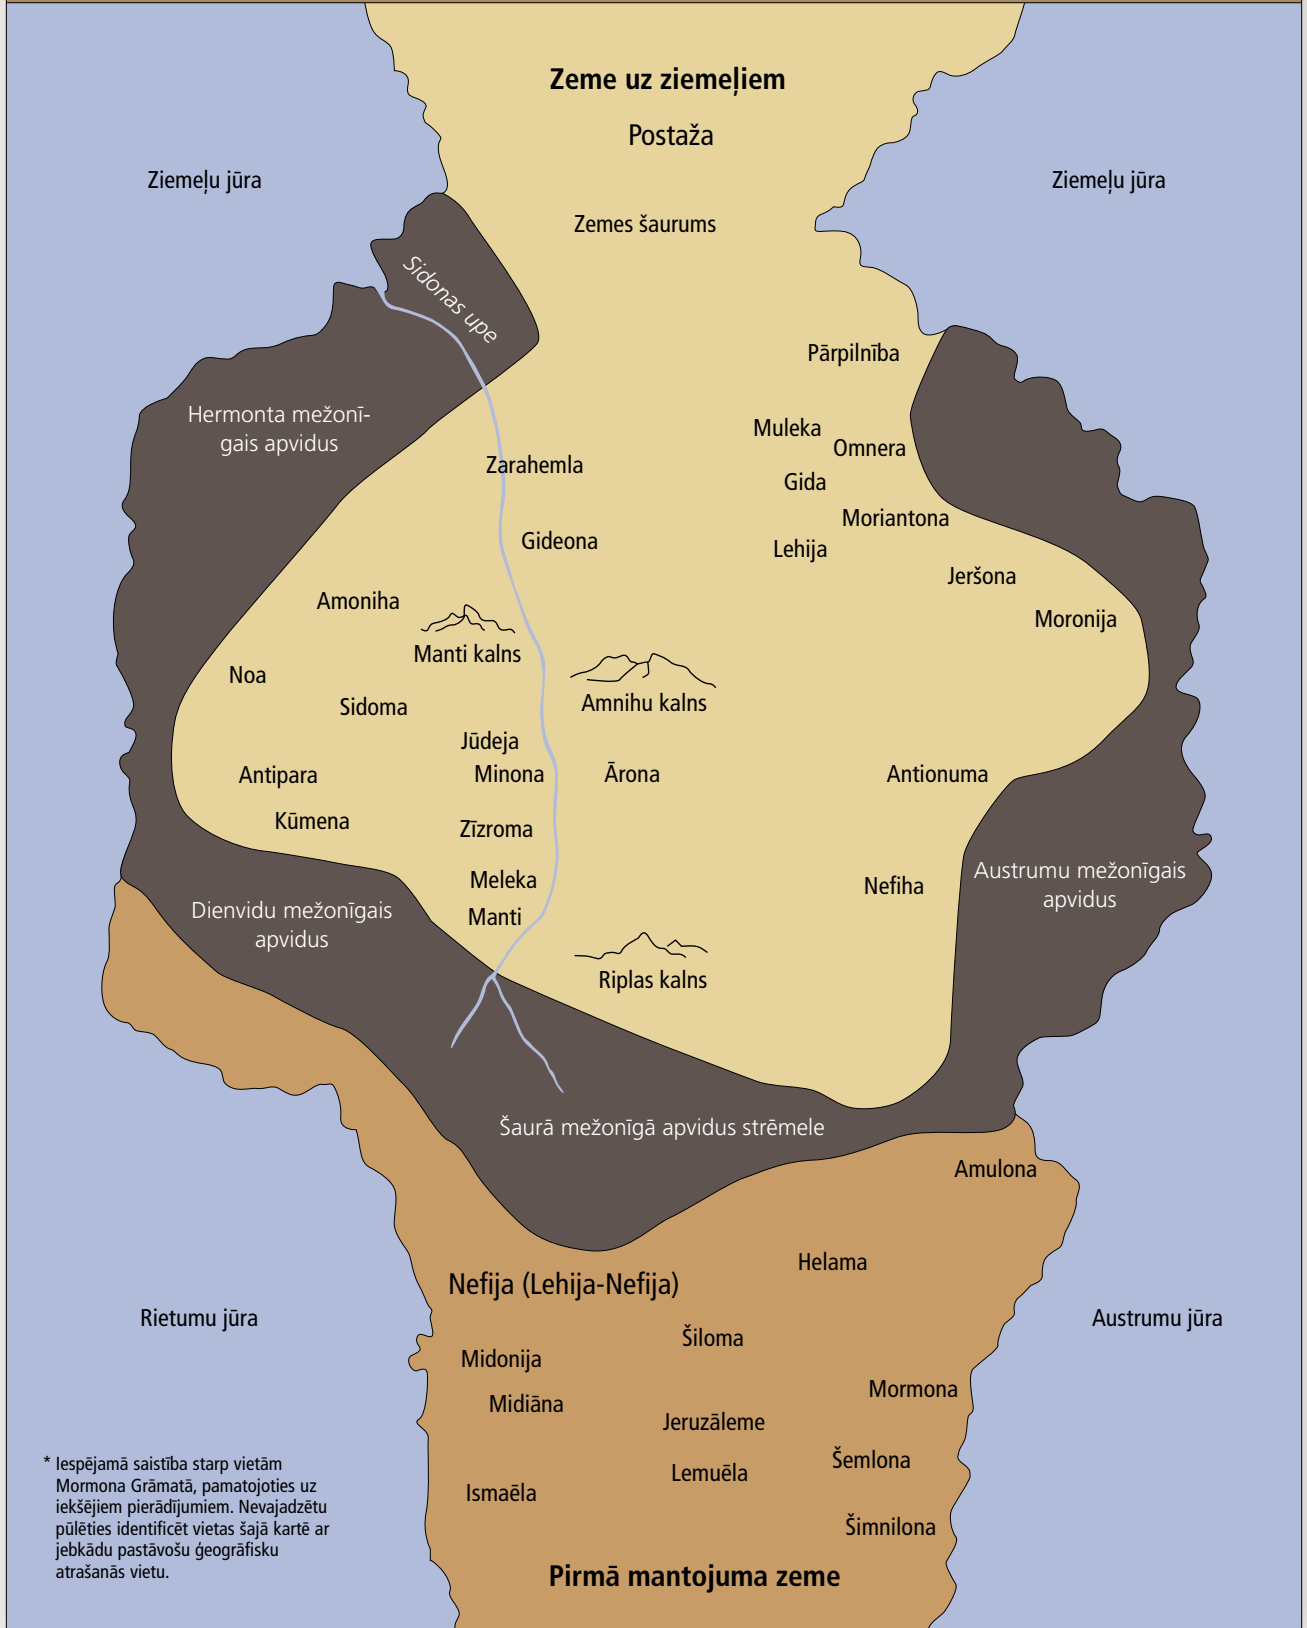 Zeme uz ziemeļiem
Postaža
Ziemeļu jūra
Ziemeļu jūra
Zemes šaurums
Sidonas upe
Pārpilnība
Hermonta mežonī-
gais apvidus
Muleka
Omnera
Zarahemla
Gida
Moriantona
Gideona
Lehija
Jeršona
Amoniha
Moronija
Manti kalns
Noa
Amnihu kalns
Sidoma
Jūdeja
Antipara
Minona
Ārona
Antionuma
Kūmena
Zīzroma
Austrumu mežonīgais
apvidus
Meleka
Nefiha
Dienvidu mežonīgais
apvidus
Manti
Riplas kalns
Šaurā mežonīgā apvidus strēmele
Amulona
Helama
Nefija (Lehija-Nefija)
Rietumu jūra
Austrumu jūra
Šiloma
Midonija
Mormona
Midiāna
Jeruzāleme
Šemlona
Lemuēla
Ismaēla
Šimnilona
* Iespējamā saistība starp vietām
Mormona Grāmatā, pamatojoties uz
iekšējiem pierādījumiem. Nevajadzētu
pūlēties identificēt vietas šajā kartē ar
jebkādu pastāvošu ģeogrāfisku
atrašanās vietu.
Pirmā mantojuma zeme